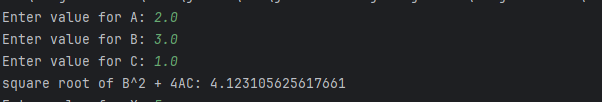 Enter value for A: 2.0
Enter value for B: 3.0
Enter value for C: 1.0
square root of B^2 + 4AC: 4.123105625617661